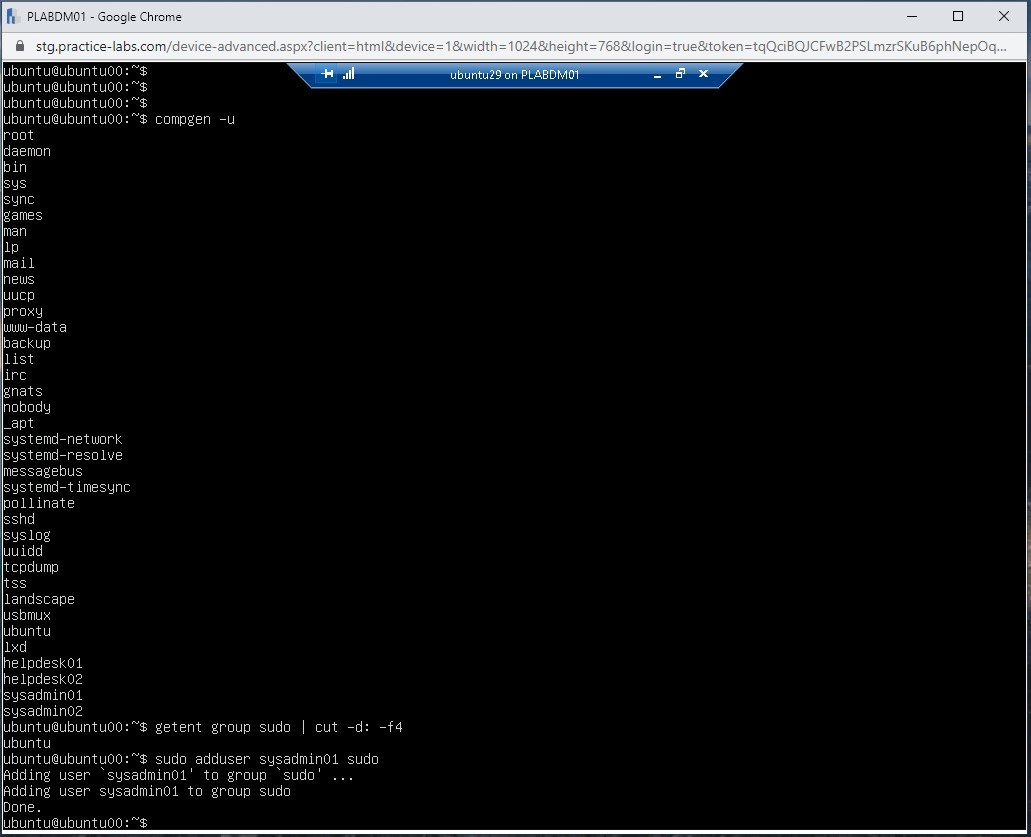 PLABDM01 - Google Chrome
stg.practice-labs.com/device-advanced.aspx?client=html&device=1&width=1024&height=768&login=true&token=tqQciBQJCFwB2PSLmzrSKuB6phNepOq...
ubuntu29 on PLABDM01
ubuntu@ubuntu00:~$
ubuntu@ubuntu00:~$
ubuntu@ubuntu00:~$
ubuntu@ubuntu00:~$ compgen -u
root
daemon
bin
sys
sync
games
man
lp
mail
news
uucp
proxy
www-data
backup
list
irc
gnats
nobody
_apt
systemd-network
systemd-resolve
messagebus
systemd-timesync
pollinate
sshd
syslog
uuidd
tcpdump
tss
landscape
usbmux
ubuntu
lxd
helpdesk01
helpdesk02
sysadmin01
sysadmin02
ubuntu@ubuntu00:~$ getent group sudo | cut -d: -f4
ubuntu
ubuntu@ubuntu00:~$ sudo adduser sysadmin01 sudo
Adding user `sysadmin01' to group `sudo' ...
Adding user sysadmin01 to group sudo
Done.
ubuntu@ubuntu00:~$